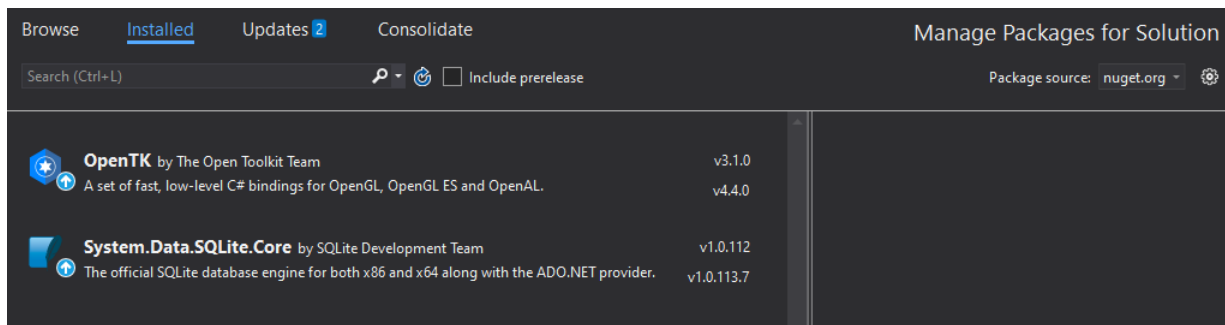 Browse Installed Updates 2 Consolidate Manage Packages for Solution
Search (Ctrl+L) Include prerelease Package source: nuget.org
OpenTK by The Open Toolkit Team v3.1.0
A set of fast, low-level C# bindings for OpenGL, OpenGL ES and OpenAL. v4.4.0
System.Data.SQLite.Core by SQLite Development Team v1.0.112
The official SQLite database engine for both x86 and x64 along with the ADO.NET provider. v1.0.113.7